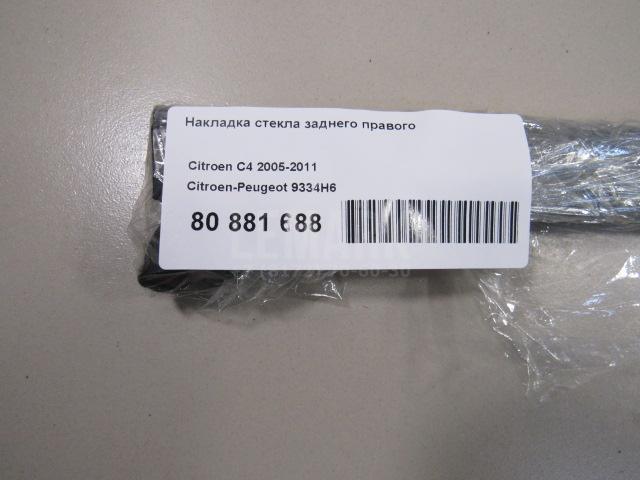 Накладка стекла заднего правого
Citroen C4 2005-2011
Citroen-Peugeot 9334H6
80 881 688